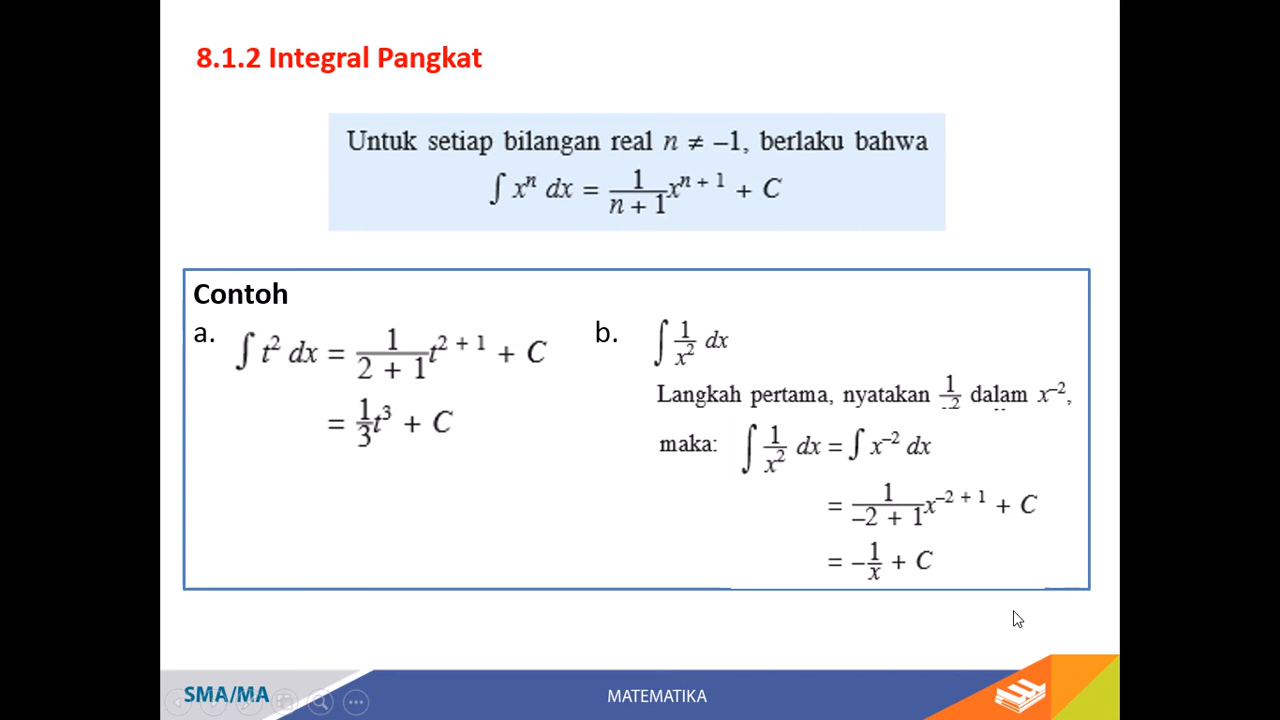 8.1.2 Integral Pangkat
Untuk setiap bilangan real n ≠ –1, berlaku bahwa
∫ xⁿ dx = 1/(n + 1) xⁿ⁺¹ + C
Contoh
a. ∫ t² dx = 1/(2 + 1) t²⁺¹ + C
= 1/3 t³ + C
b. ∫ 1/x² dx
Langkah pertama, nyatakan 1/x² dalam x⁻²,
maka: ∫ 1/x² dx = ∫ x⁻² dx
= 1/(–2 + 1) x⁻²⁺¹ + C
= –1/x + C
SMA/MA
MATEMATIKA